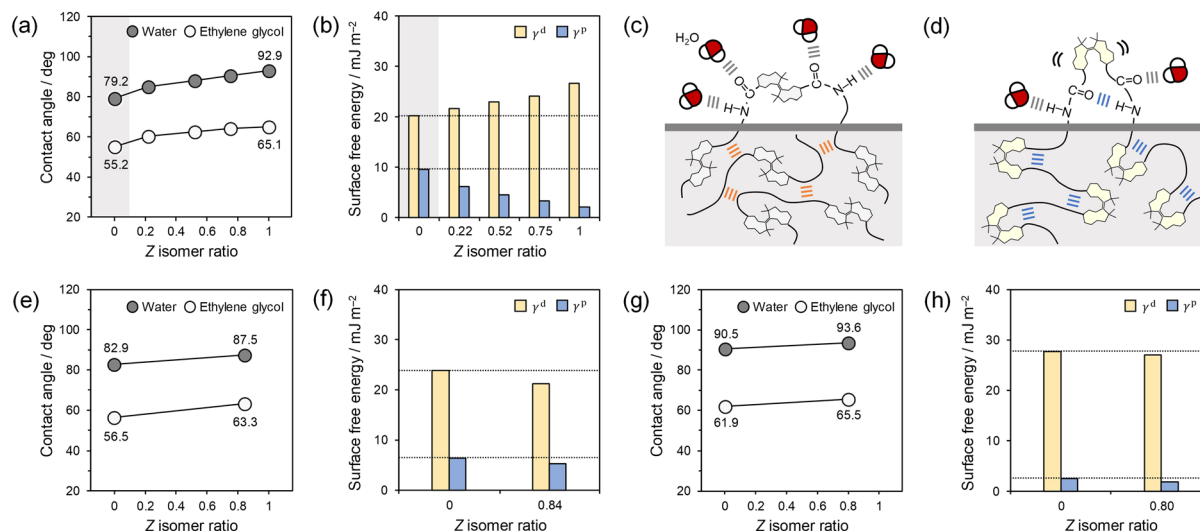 (a)
Contact angle / deg
120
100
80
60
40
20
Water
Ethylene glycol
79.2
92.9
55.2
65.1
0
0.2
0.4
0.6
0.8
1
Z isomer ratio
(b)
Surface free energy / mJ m⁻²
40
30
20
10
0
γᵈ
γᵖ
0
0.22
0.52
0.75
1
Z isomer ratio
(c)
H₂O
H
N
C
O
O
C
N
H
(d)
H
N
C
O
C
O
H
N
(e)
Contact angle / deg
120
100
80
60
40
20
Water
Ethylene glycol
82.9
87.5
56.5
63.3
0
0.2
0.4
0.6
0.8
1
Z isomer ratio
(f)
Surface free energy / mJ m⁻²
40
30
20
10
0
γᵈ
γᵖ
0
0.84
Z isomer ratio
(g)
Contact angle / deg
120
100
80
60
40
20
Water
Ethylene glycol
90.5
93.6
61.9
65.5
0
0.2
0.4
0.6
0.8
1
Z isomer ratio
(h)
Surface free energy / mJ m⁻²
40
30
20
10
0
γᵈ
γᵖ
0
0.80
Z isomer ratio